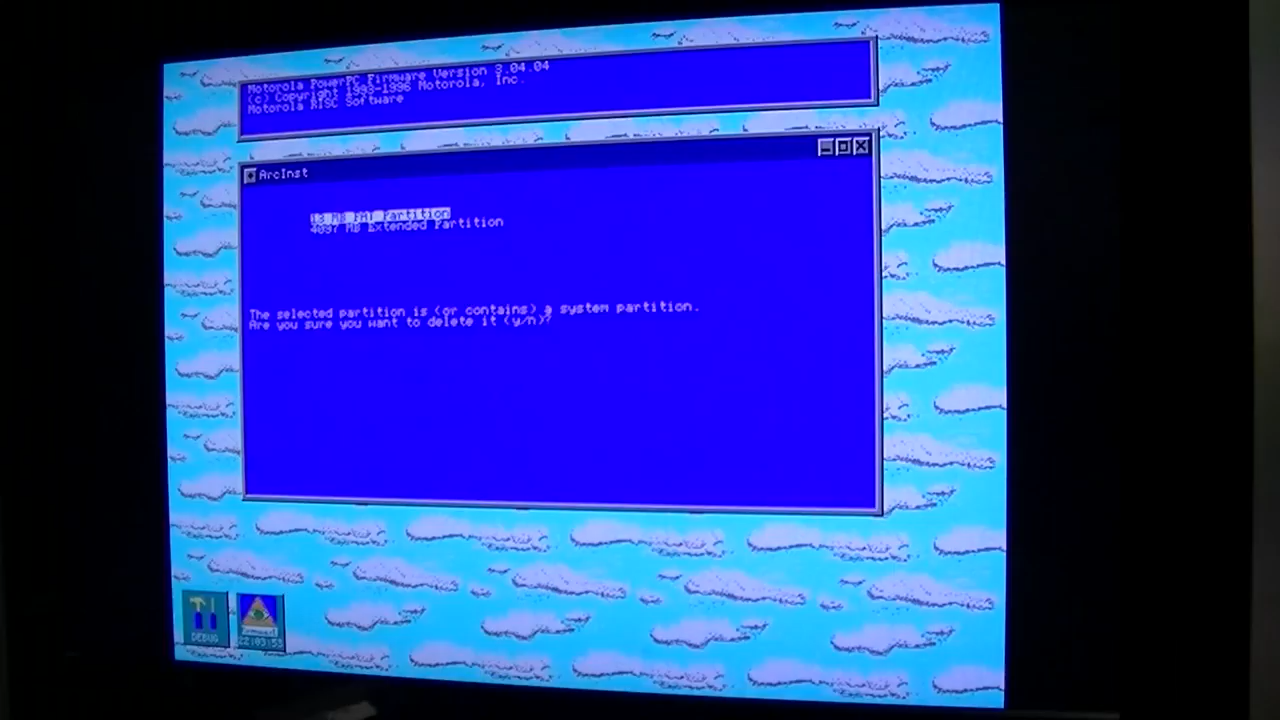 Motorola PowerPC Firmware Version 3.04.04
(c) Copyright 1993-1996 Motorola, Inc.
Motorola RISC Software
ArcInst
13 MB FAT Partition
4097 MB Extended Partition
The selected partition is (or contains) a system partition.
Are you sure you want to delete it (y/n)?
DEBUG
Firmware